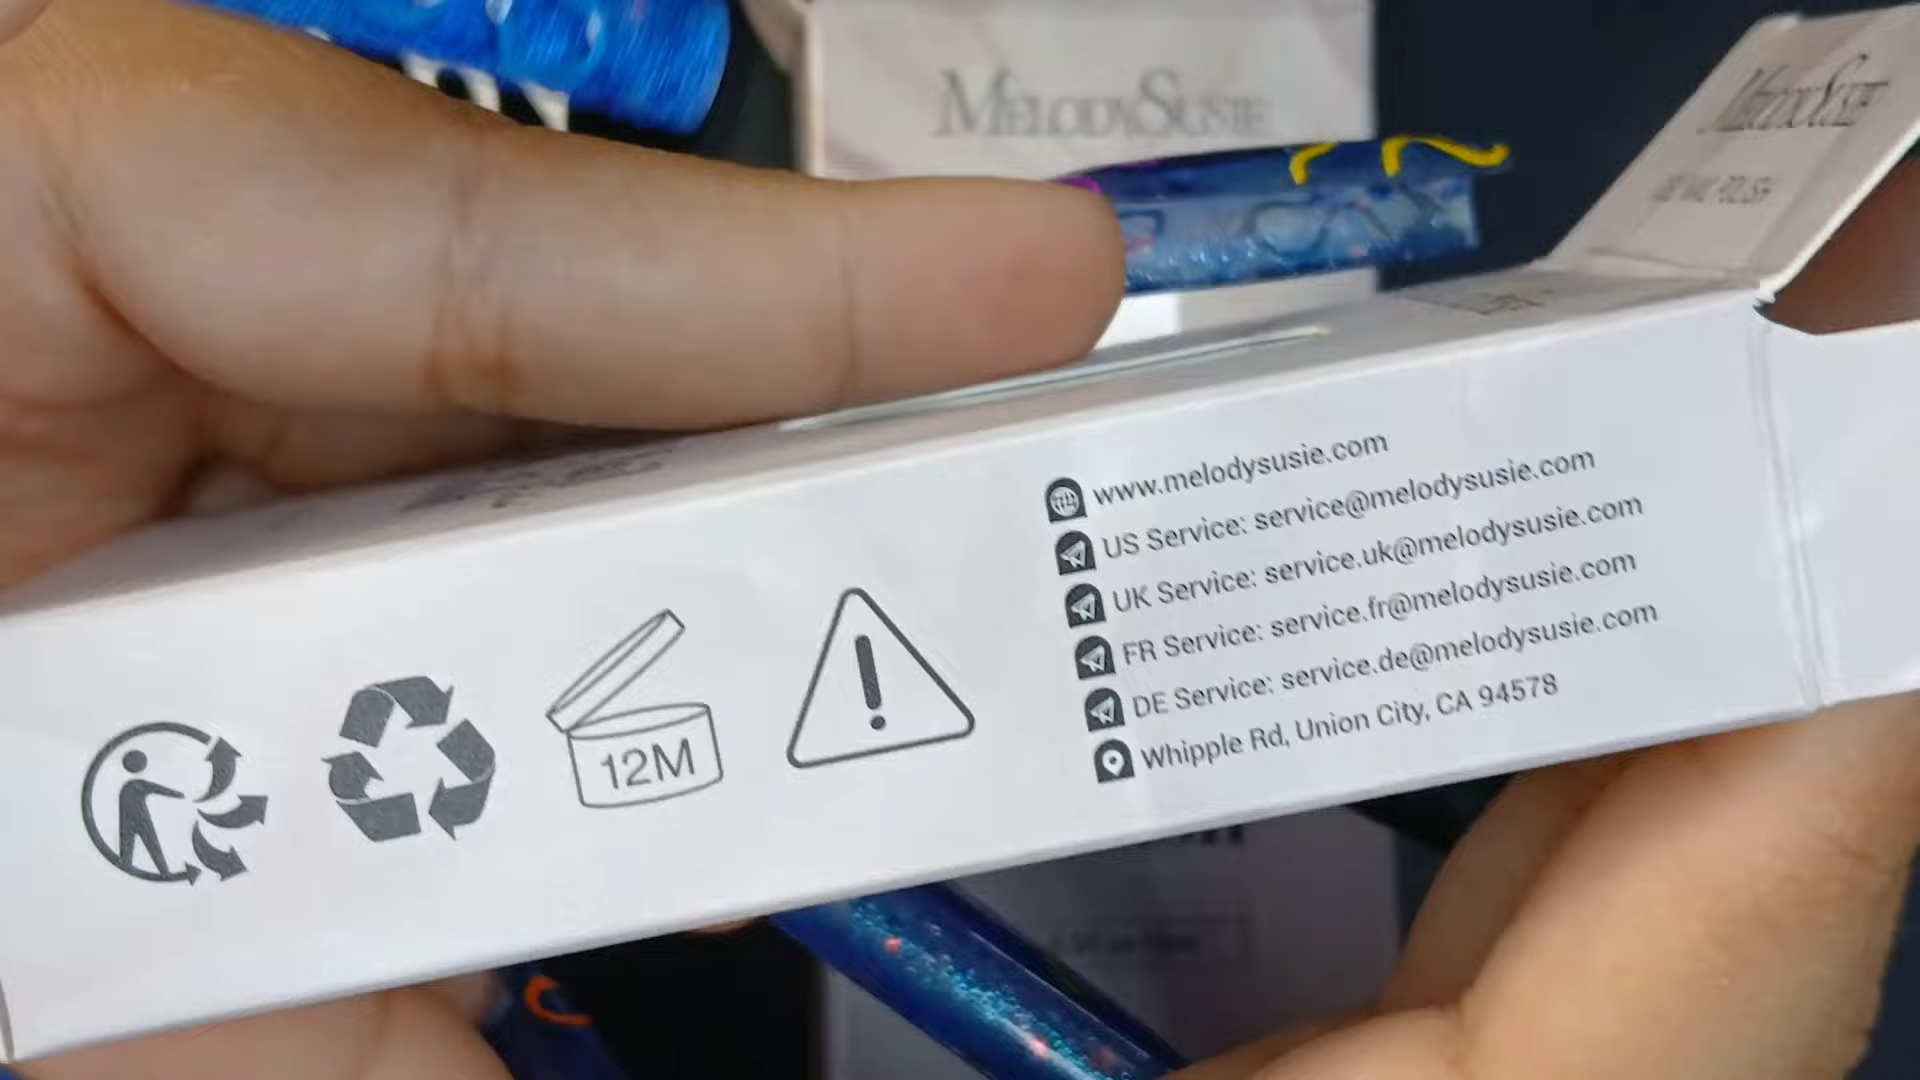 MELODYSUSIE
MELODYSUSIE
www.melodysusie.com
US Service: service@melodysusie.com
UK Service: service.uk@melodysusie.com
FR Service: service.fr@melodysusie.com
DE Service: service.de@melodysusie.com
Whipple Rd, Union City, CA 94578
12M